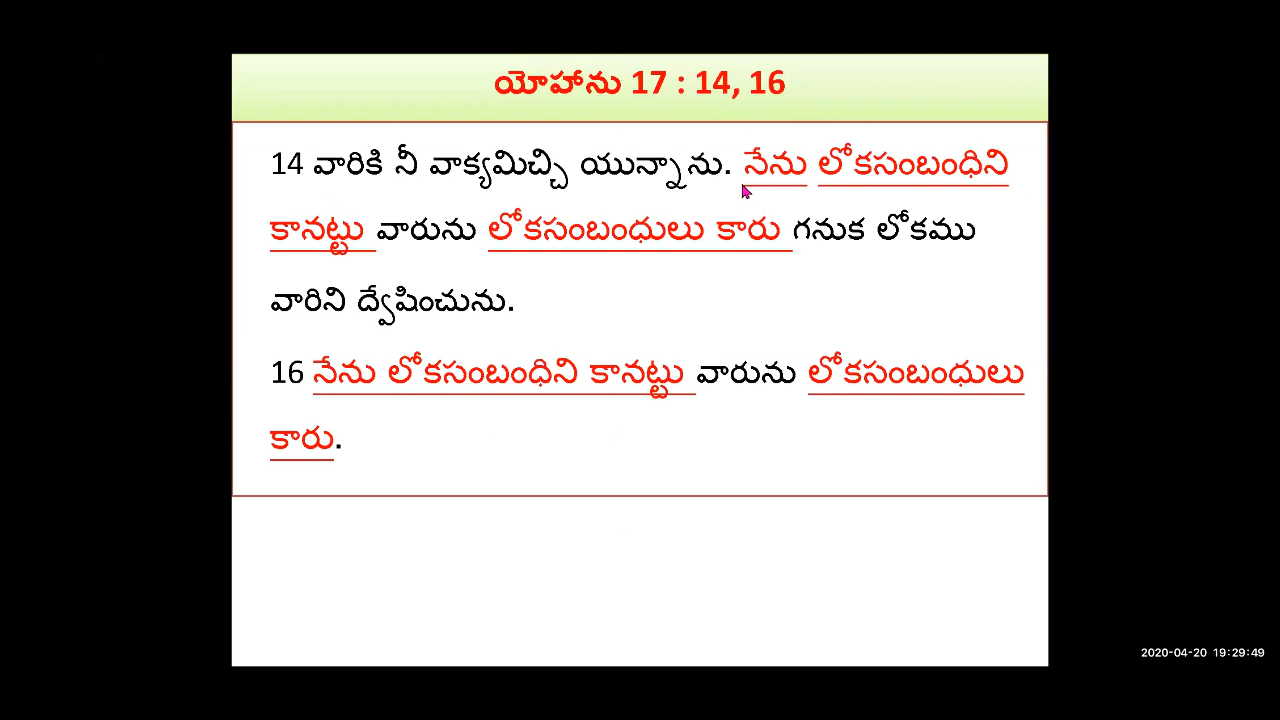 యోహాను 17 : 14, 16
14 వారికి నీ వాక్యమిచ్చి యున్నాను. నేను లోకసంబంధిని
కానట్టు వారును లోకసంబంధులు కారు గనుక లోకము
వారిని ద్వేషించును.
16 నేను లోకసంబంధిని కానట్టు వారును లోకసంబంధులు
కారు.
2020-04-20 19:29:49